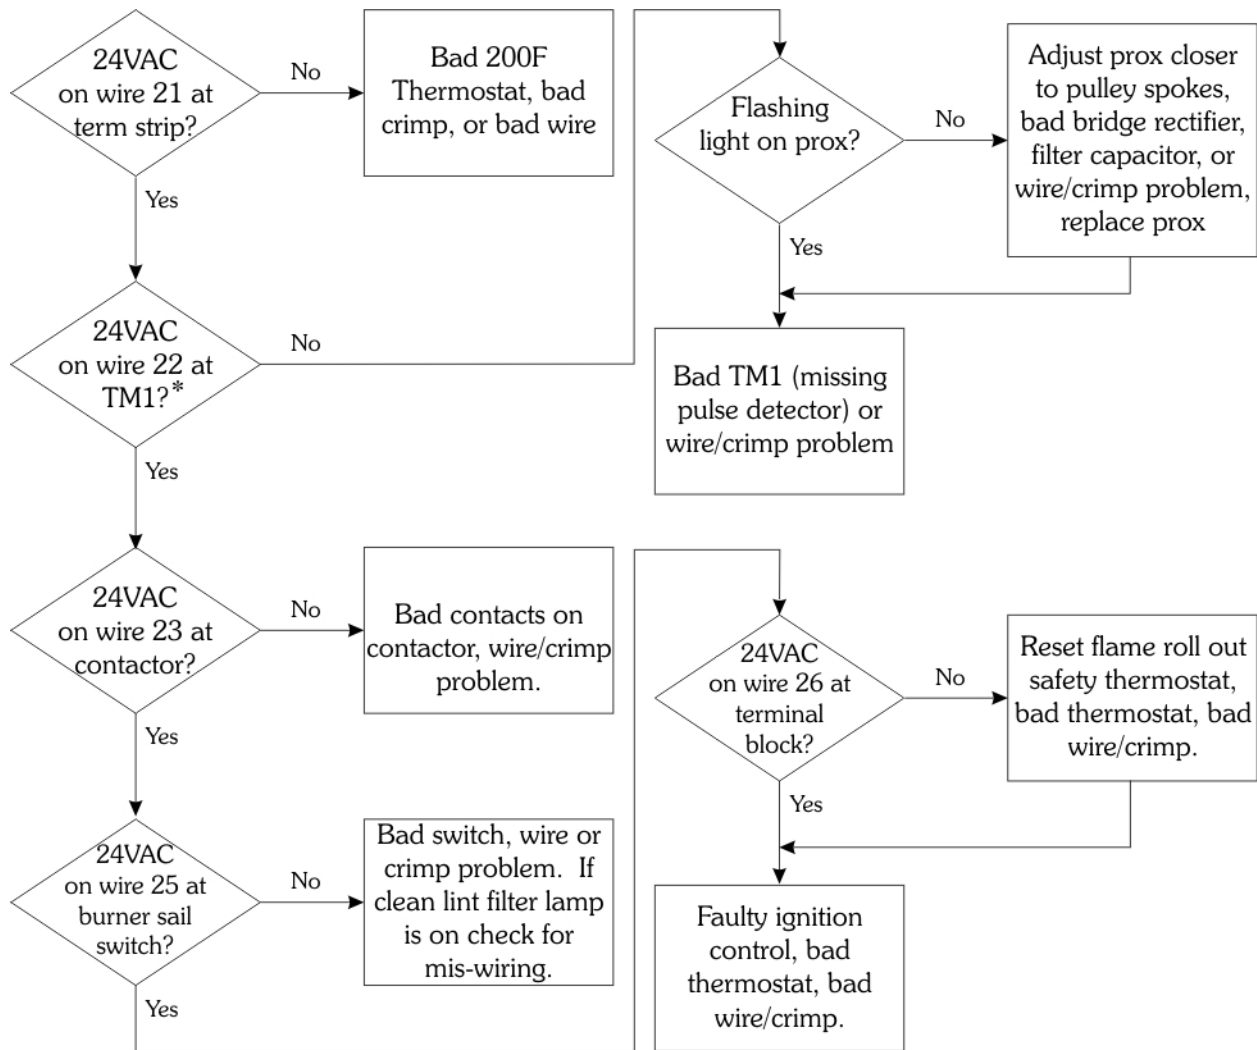 24VAC
on wire 21 at
term strip?
No
Bad 200F
Thermostat, bad
crimp, or bad wire
Yes
24VAC
on wire 22 at
TM1?*
No
Flashing
light on prox?
No
Adjust prox closer
to pulley spokes,
bad bridge rectifier,
filter capacitor, or
wire/crimp problem,
replace prox
Yes
Bad TM1 (missing
pulse detector) or
wire/crimp problem
Yes
24VAC
on wire 23 at
contactor?
No
Bad contacts on
contactor, wire/crimp
problem.
Yes
24VAC
on wire 25 at
burner sail
switch?
No
Bad switch, wire or
crimp problem. If
clean lint filter lamp
is on check for
mis-wiring.
Yes
24VAC
on wire 26 at
terminal
block?
No
Reset flame roll out
safety thermostat,
bad thermostat, bad
wire/crimp.
Yes
Faulty ignition
control, bad
thermostat, bad
wire/crimp.